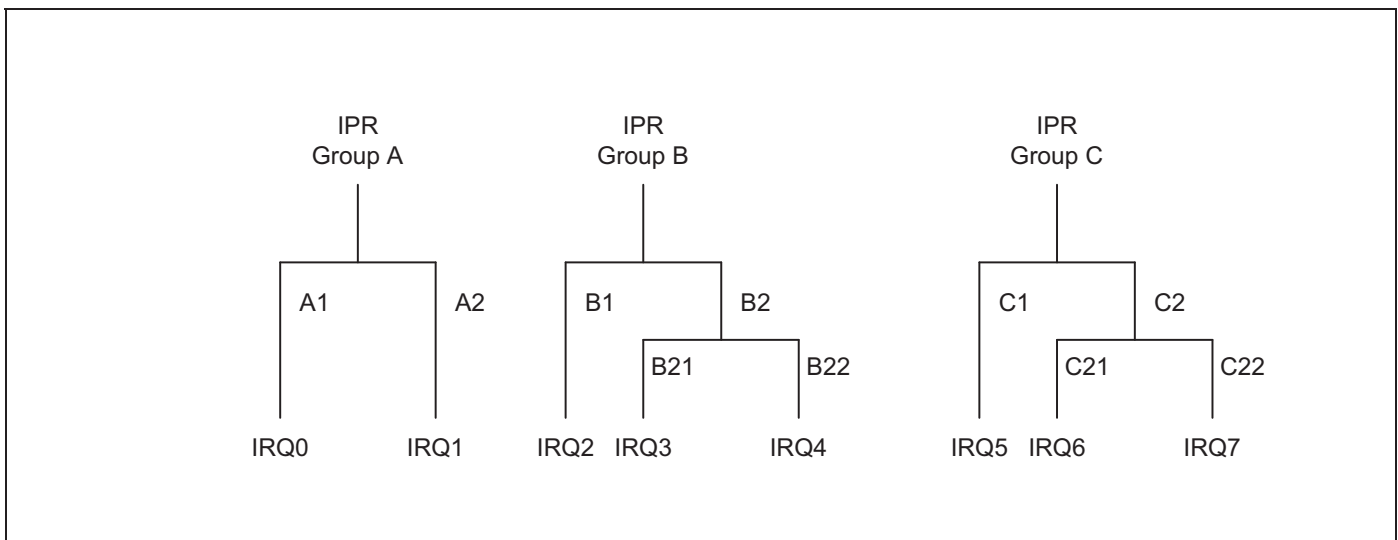 IPR
Group A
IPR
Group B
IPR
Group C
A1
A2
B1
B2
C1
C2
B21
B22
C21
C22
IRQ0
IRQ1
IRQ2
IRQ3
IRQ4
IRQ5
IRQ6
IRQ7